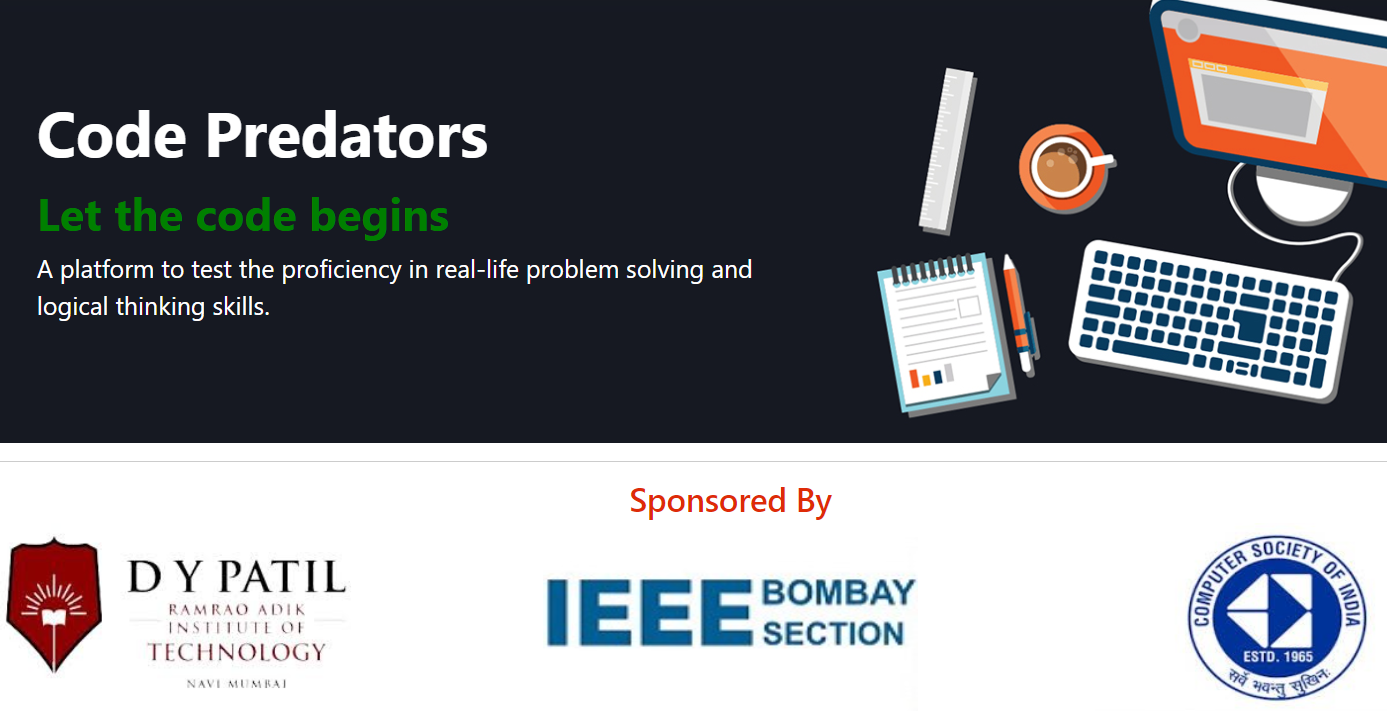 Code Predators
Let the code begins
A platform to test the proficiency in real-life problem solving and
logical thinking skills.
Sponsored By
D Y PATIL
RAMRAO ADIK
INSTITUTE OF
TECHNOLOGY
NAVI MUMBAI
IEEE BOMBAY
SECTION
COMPUTER SOCIETY OF INDIA
ESTD. 1965
सर्वे भवन्तु सुखिनः